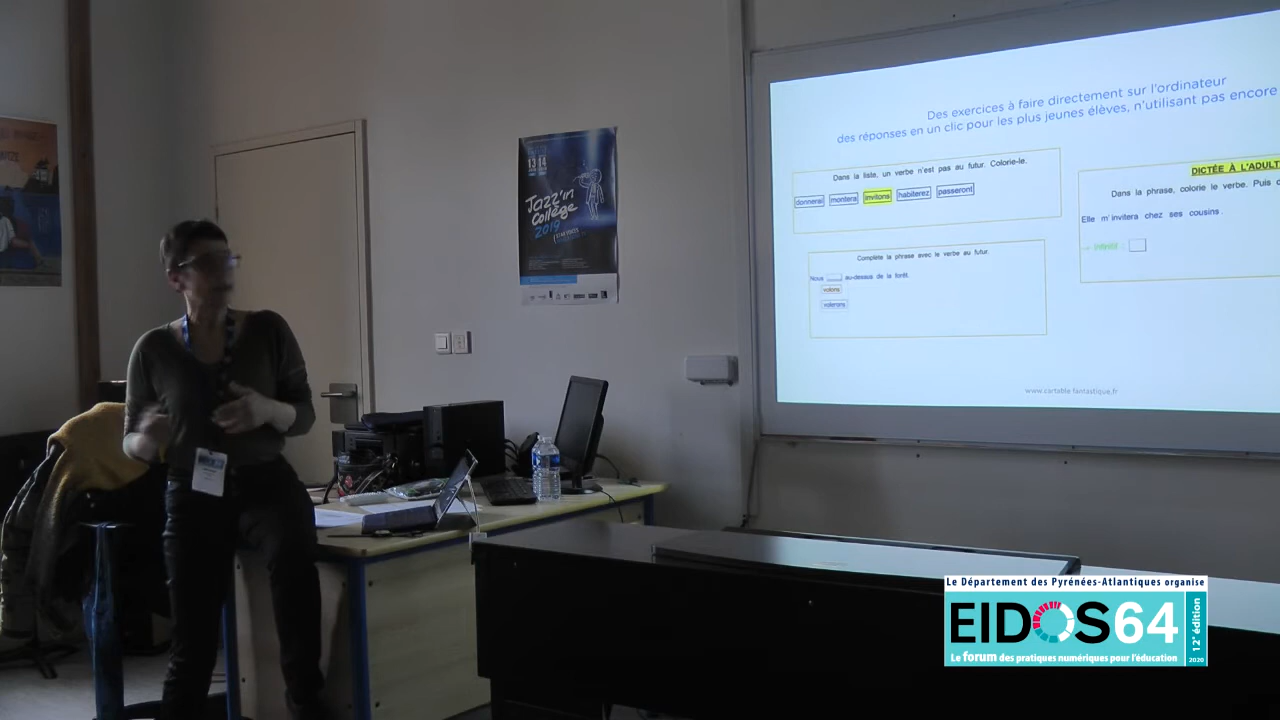 Des exercices à faire directement sur l'ordinateur
des réponses en un clic pour les plus jeunes élèves, n'utilisant pas encore
Dans la liste, un verbe n'est pas au futur. Colorie-le.
donnerai montera invitons habiterez passeront
DICTÉE À L'ADULT
Dans la phrase, colorie le verbe. Puis
Elle m'invitera chez ses cousins.
Complète la phrase avec le verbe au futur.
Nous au-dessus de la forêt.
volons
volerons
www.cartable fantastique.fr
13 14
Jazz'in
Collège
2019
Le Département des Pyrénées-Atlantiques organise
EIDOS64
Le forum des pratiques numériques pour l'éducation
12e édition
2020